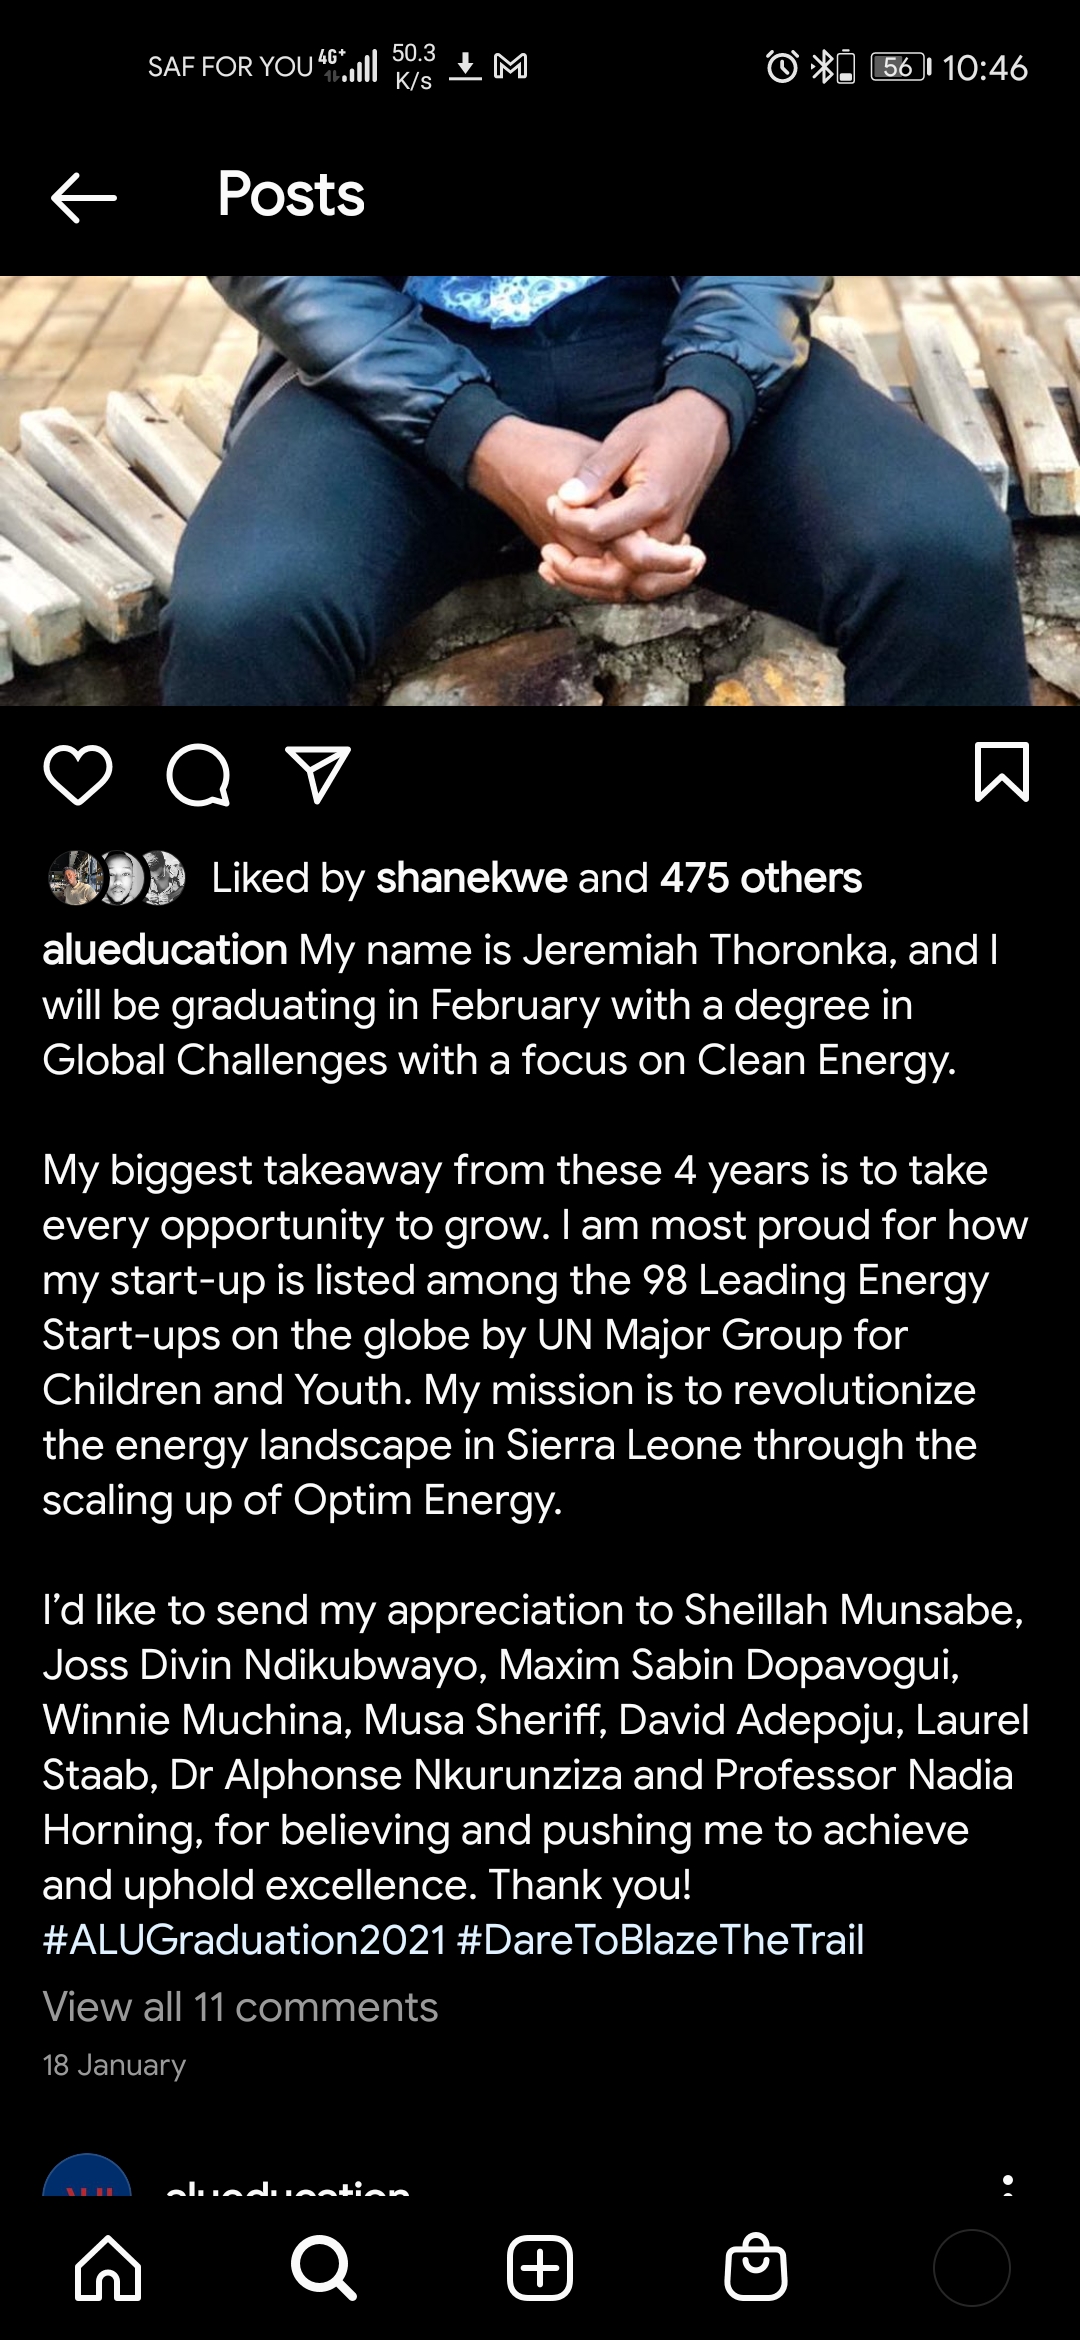 SAF FOR YOU 4G+ 50.3 K/s 56 10:46
Posts
Liked by shanekwe and 475 others
alueducation My name is Jeremiah Thoronka, and I
will be graduating in February with a degree in
Global Challenges with a focus on Clean Energy.
My biggest takeaway from these 4 years is to take
every opportunity to grow. I am most proud for how
my start-up is listed among the 98 Leading Energy
Start-ups on the globe by UN Major Group for
Children and Youth. My mission is to revolutionize
the energy landscape in Sierra Leone through the
scaling up of Optim Energy.
I’d like to send my appreciation to Sheillah Munsabe,
Joss Divin Ndikubwayo, Maxim Sabin Dopavogui,
Winnie Muchina, Musa Sheriff, David Adepoju, Laurel
Staab, Dr Alphonse Nkurunziza and Professor Nadia
Horning, for believing and pushing me to achieve
and uphold excellence. Thank you!
#ALUGraduation2021 #DareToBlazeTheTrail
View all 11 comments
18 January
alueducation